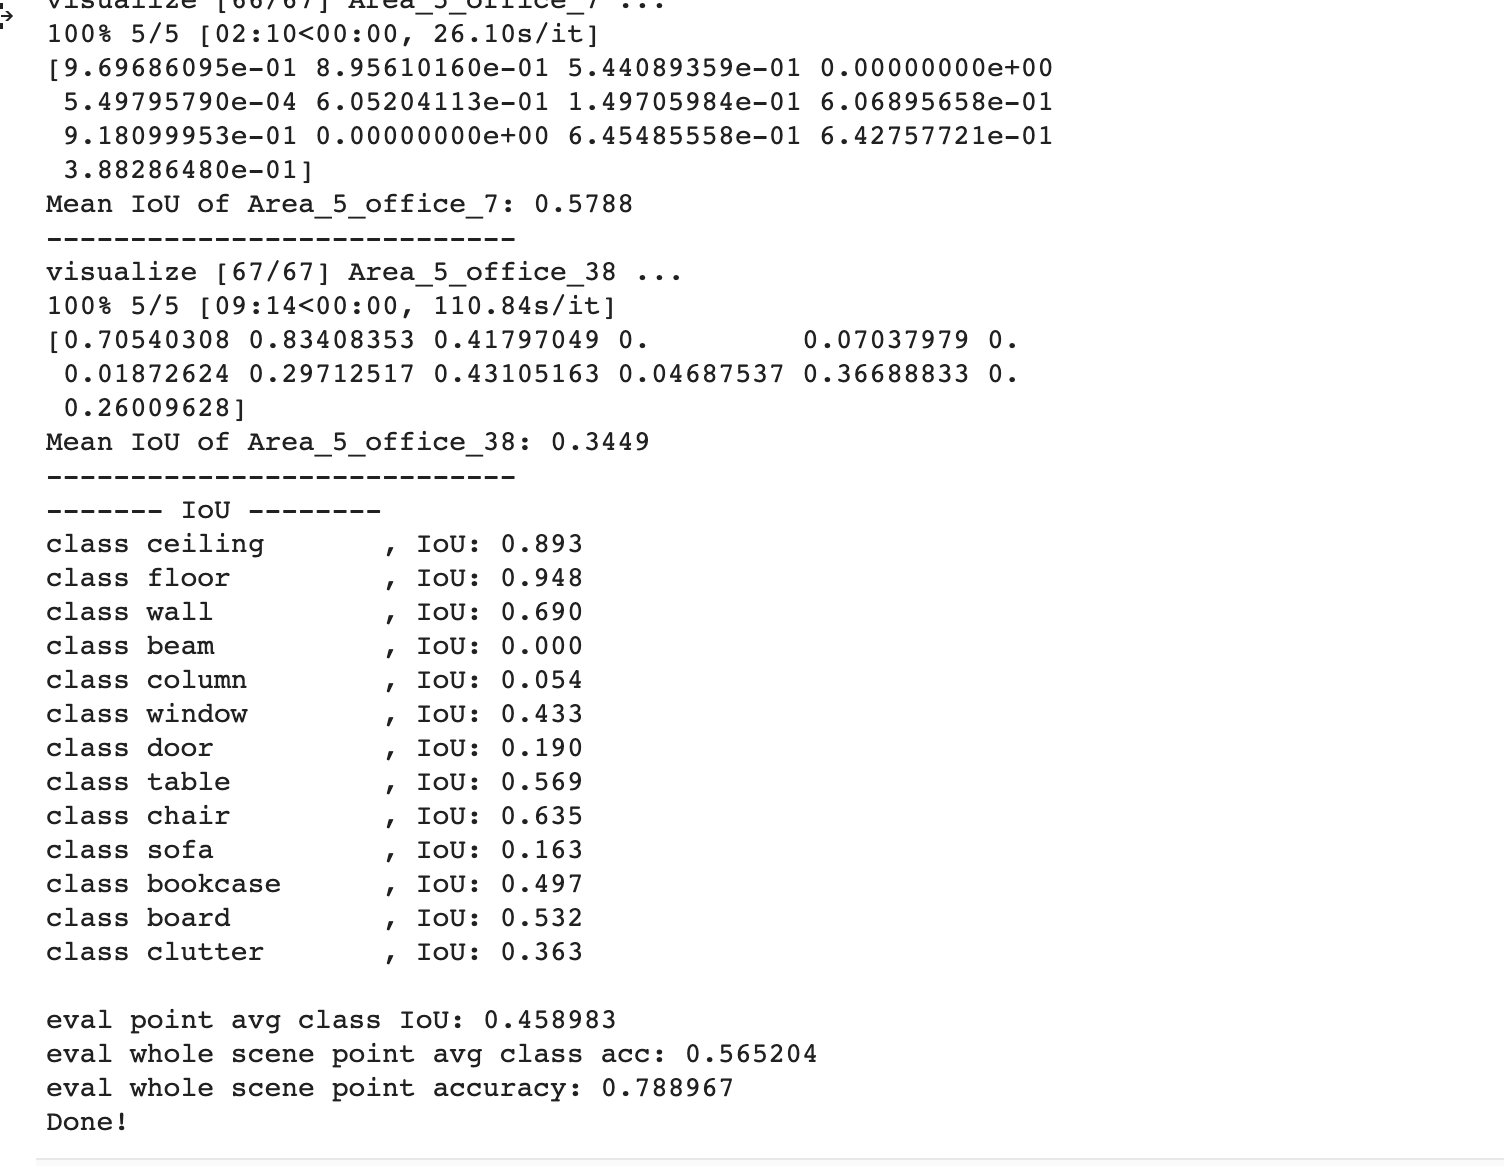 visualize [66/67] Area_5_office_7 ...
100% 5/5 [02:10<00:00, 26.10s/it]
[9.69686095e-01 8.95610160e-01 5.44089359e-01 0.00000000e+00
 5.49795790e-04 6.05204113e-01 1.49705984e-01 6.06895658e-01
 9.18099953e-01 0.00000000e+00 6.45485558e-01 6.42757721e-01
 3.88286480e-01]
Mean IoU of Area_5_office_7: 0.5788
----------------------------
visualize [67/67] Area_5_office_38 ...
100% 5/5 [09:14<00:00, 110.84s/it]
[0.70540308 0.83408353 0.41797049 0.         0.07037979 0.
 0.01872624 0.29712517 0.43105163 0.04687537 0.36688833 0.
 0.26009628]
Mean IoU of Area_5_office_38: 0.3449
----------------------------
------- IoU --------
class ceiling       , IoU: 0.893
class floor         , IoU: 0.948
class wall          , IoU: 0.690
class beam          , IoU: 0.000
class column        , IoU: 0.054
class window        , IoU: 0.433
class door          , IoU: 0.190
class table         , IoU: 0.569
class chair         , IoU: 0.635
class sofa          , IoU: 0.163
class bookcase      , IoU: 0.497
class board         , IoU: 0.532
class clutter       , IoU: 0.363
eval point avg class IoU: 0.458983
eval whole scene point avg class acc: 0.565204
eval whole scene point accuracy: 0.788967
Done!